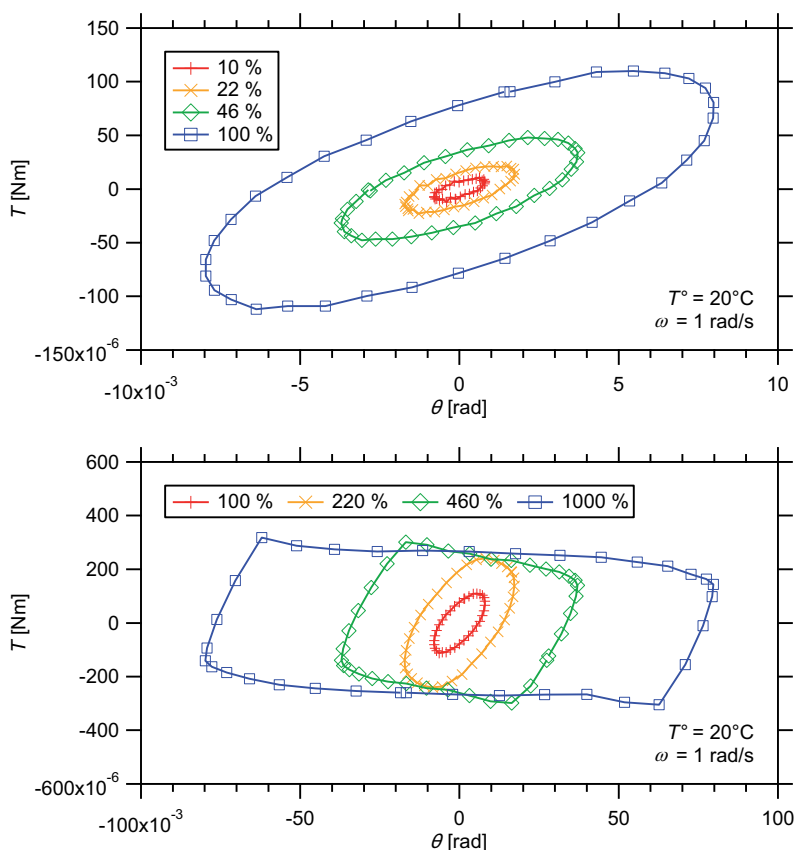 150
100
50
0
-50
-100
-150x10-6
T [Nm]
10 %
22 %
46 %
100 %
T° = 20°C
ω = 1 rad/s
-10x10-3
-5
0
5
10
θ [rad]
600
400
200
0
-200
-400
-600x10-6
T [Nm]
100 %
220 %
460 %
1000 %
T° = 20°C
ω = 1 rad/s
-100x10-3
-50
0
50
100
θ [rad]